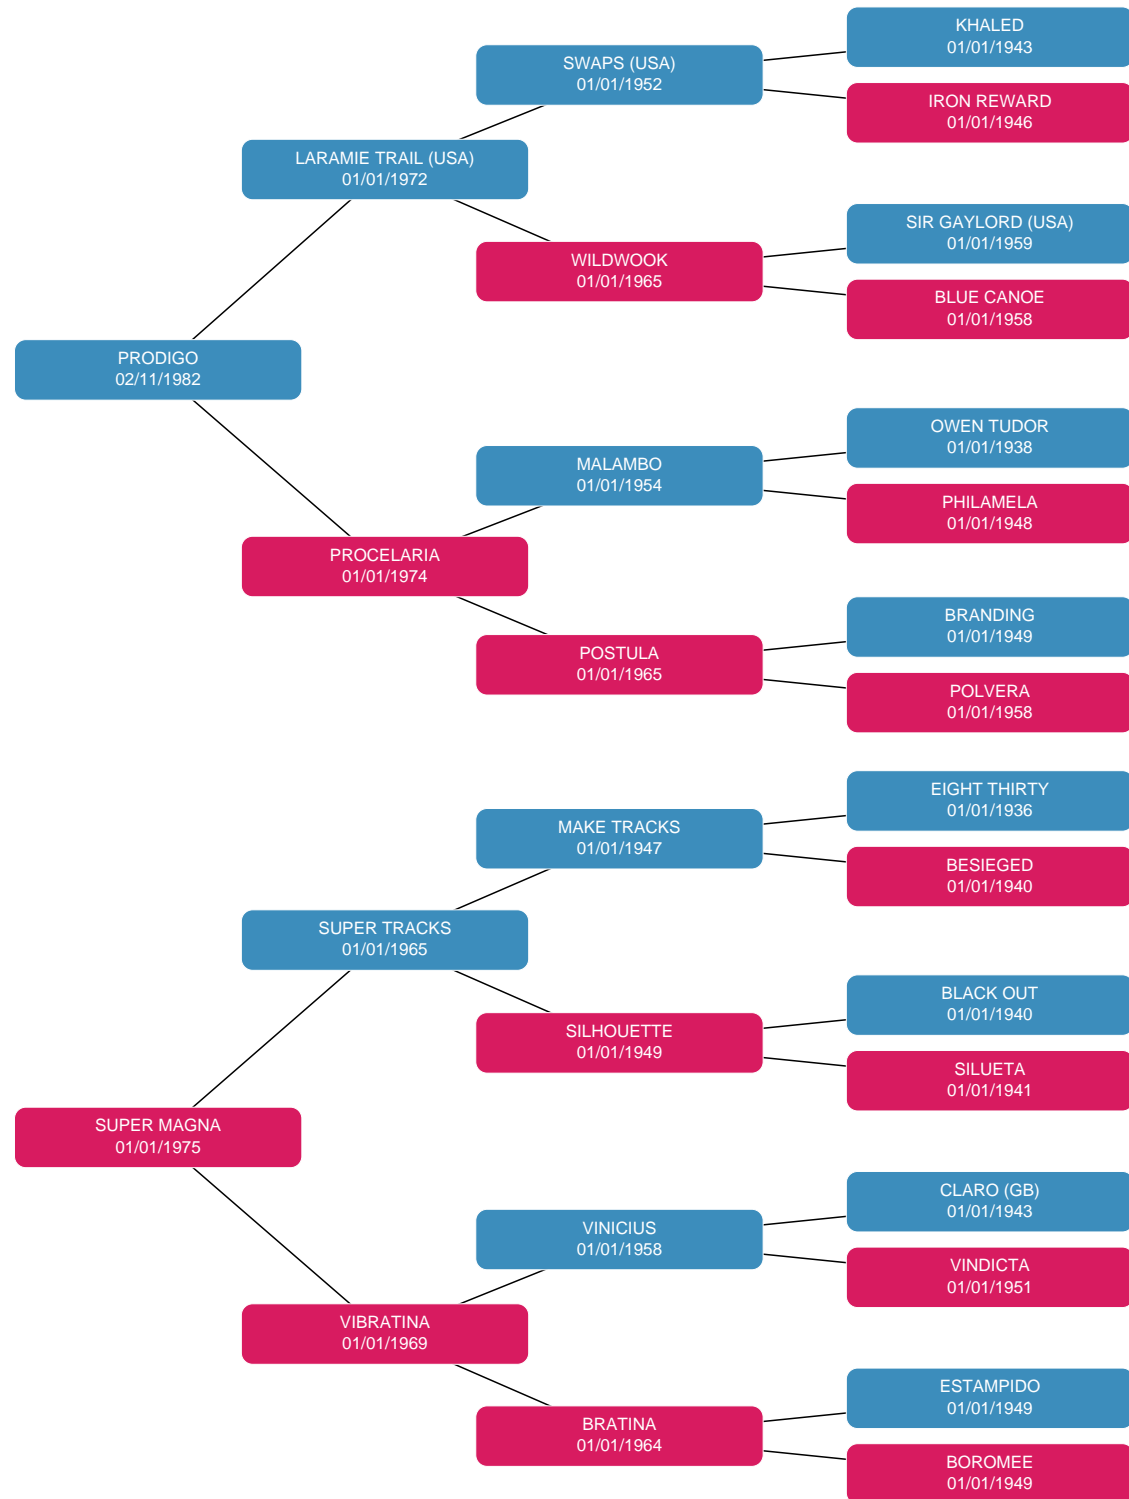 KHALED
01/01/1943
SWAPS (USA)
01/01/1952
IRON REWARD
01/01/1946
LARAMIE TRAIL (USA)
01/01/1972
SIR GAYLORD (USA)
01/01/1959
WILDWOOK
01/01/1965
BLUE CANOE
01/01/1958
PRODIGO
02/11/1982
OWEN TUDOR
01/01/1938
MALAMBO
01/01/1954
PHILAMELA
01/01/1948
PROCELARIA
01/01/1974
BRANDING
01/01/1949
POSTULA
01/01/1965
POLVERA
01/01/1958
EIGHT THIRTY
01/01/1936
MAKE TRACKS
01/01/1947
BESIEGED
01/01/1940
SUPER TRACKS
01/01/1965
BLACK OUT
01/01/1940
SILHOUETTE
01/01/1949
SILUETA
01/01/1941
SUPER MAGNA
01/01/1975
CLARO (GB)
01/01/1943
VINICIUS
01/01/1958
VINDICTA
01/01/1951
VIBRATINA
01/01/1969
ESTAMPIDO
01/01/1949
BRATINA
01/01/1964
BOROMEE
01/01/1949